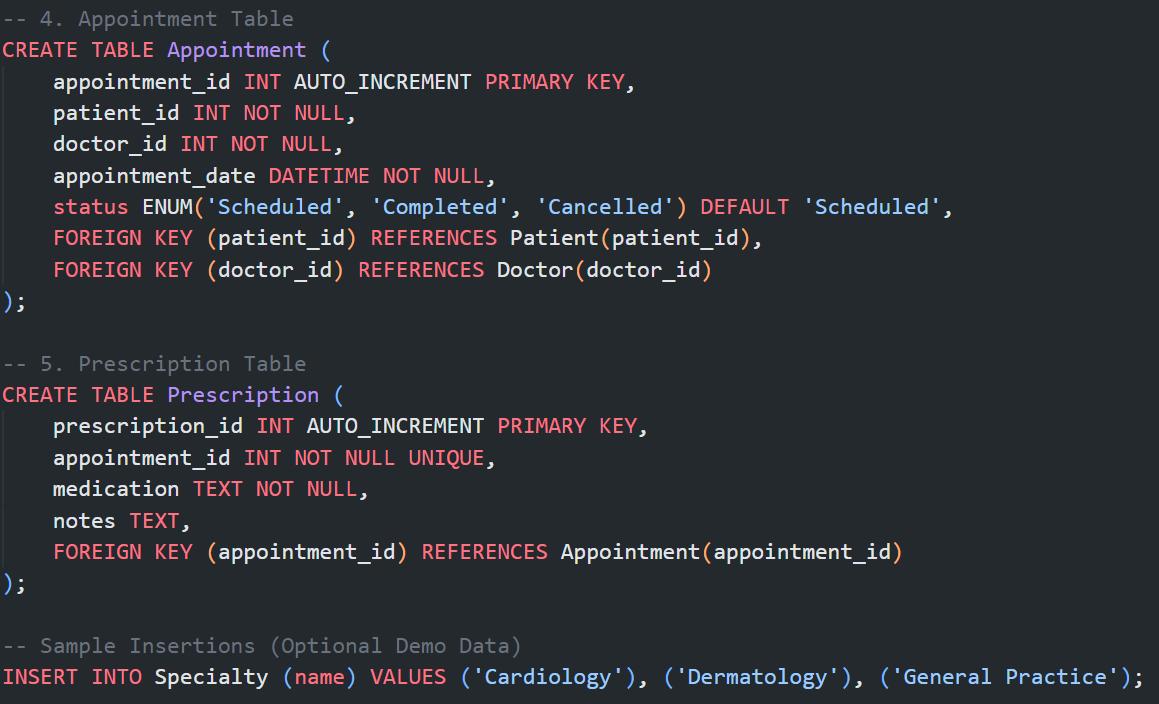 -- 4. Appointment Table
CREATE TABLE Appointment (
    appointment_id INT AUTO_INCREMENT PRIMARY KEY,
    patient_id INT NOT NULL,
    doctor_id INT NOT NULL,
    appointment_date DATETIME NOT NULL,
    status ENUM('Scheduled', 'Completed', 'Cancelled') DEFAULT 'Scheduled',
    FOREIGN KEY (patient_id) REFERENCES Patient(patient_id),
    FOREIGN KEY (doctor_id) REFERENCES Doctor(doctor_id)
);

-- 5. Prescription Table
CREATE TABLE Prescription (
    prescription_id INT AUTO_INCREMENT PRIMARY KEY,
    appointment_id INT NOT NULL UNIQUE,
    medication TEXT NOT NULL,
    notes TEXT,
    FOREIGN KEY (appointment_id) REFERENCES Appointment(appointment_id)
);

-- Sample Insertions (Optional Demo Data)
INSERT INTO Specialty (name) VALUES ('Cardiology'), ('Dermatology'), ('General Practice');